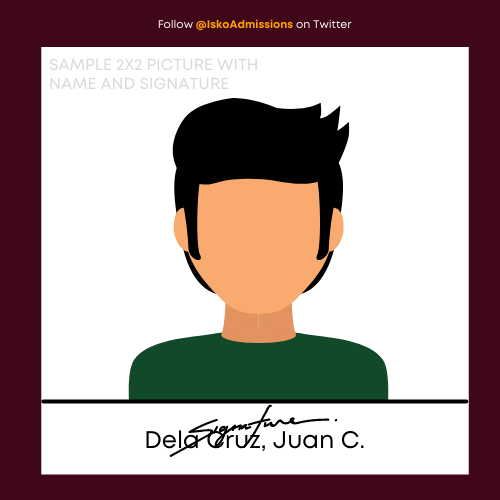 Follow @IskoAdmissions on Twitter
SAMPLE 2X2 PICTURE WITH
NAME AND SIGNATURE
Signature
Dela Cruz, Juan C.